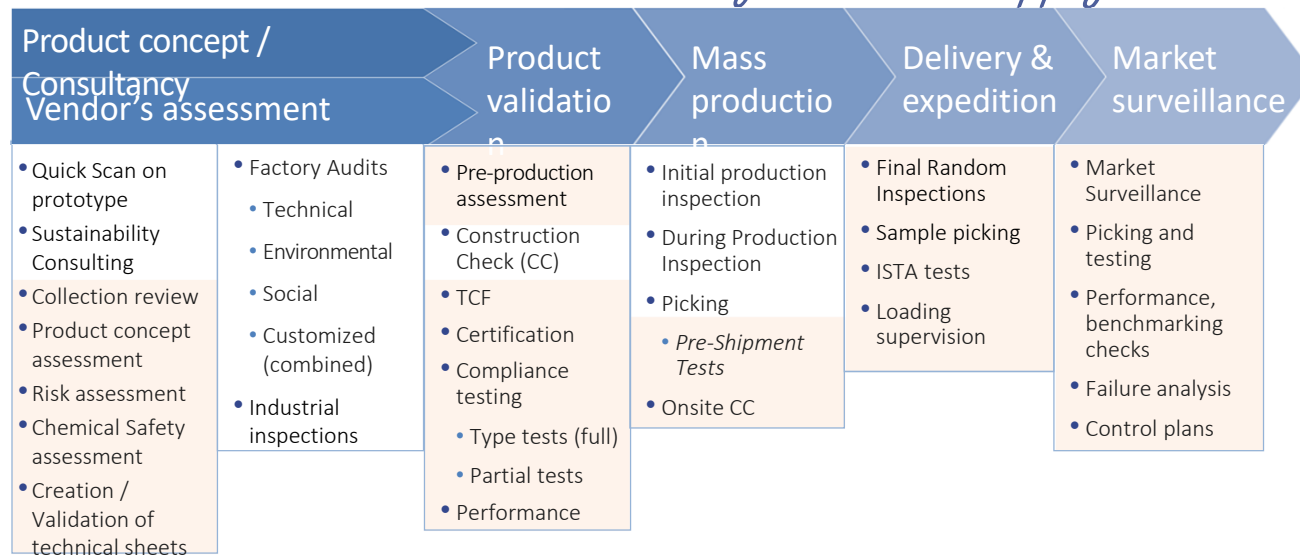 Product concept /
Consultancy
Vendor's assessment
Product
validatio
n
Mass
productio
n
Delivery &
expedition
Market
surveillance
• Quick Scan on
prototype
• Sustainability
Consulting
• Collection review
• Product concept
assessment
• Risk assessment
• Chemical Safety
assessment
• Creation /
Validation of
technical sheets
• Factory Audits
• Technical
• Environmental
• Social
• Customized
(combined)
• Industrial
inspections
• Pre-production
assessment
• Construction
Check (CC)
• TCF
• Certification
• Compliance
testing
• Type tests (full)
• Partial tests
• Performance
• Initial production
inspection
• During Production
Inspection
• Picking
• Pre-Shipment
Tests
• Onsite CC
• Final Random
Inspections
• Sample picking
• ISTA tests
• Loading
supervision
• Market
Surveillance
• Picking and
testing
• Performance,
benchmarking
checks
• Failure analysis
• Control plans